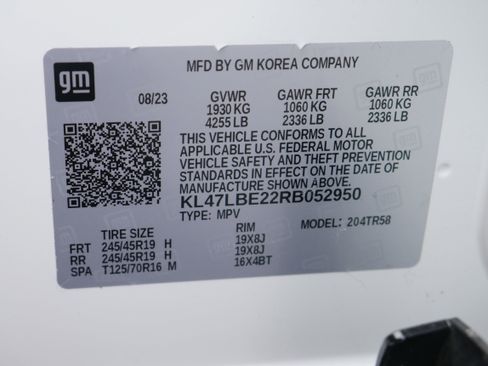 gm
MFD BY GM KOREA COMPANY
08/23 GVWR GAWR FRT GAWR RR
1930 KG 1060 KG 1060 KG
4255 LB 2336 LB 2336 LB
THIS VEHICLE CONFORMS TO ALL
APPLICABLE U.S. FEDERAL MOTOR
VEHICLE SAFETY AND THEFT PREVENTION
STANDARDS IN EFFECT ON THE DATE OF
MANUFACTURE SHOWN ABOVE.
KL47LBE22RB052950
TYPE: MPV MODEL: 204TR58
TIRE SIZE RIM
FRT 245/45R19 H 19X8J
RR 245/45R19 H 19X8J
SPA T125/70R16 M 16X4BT